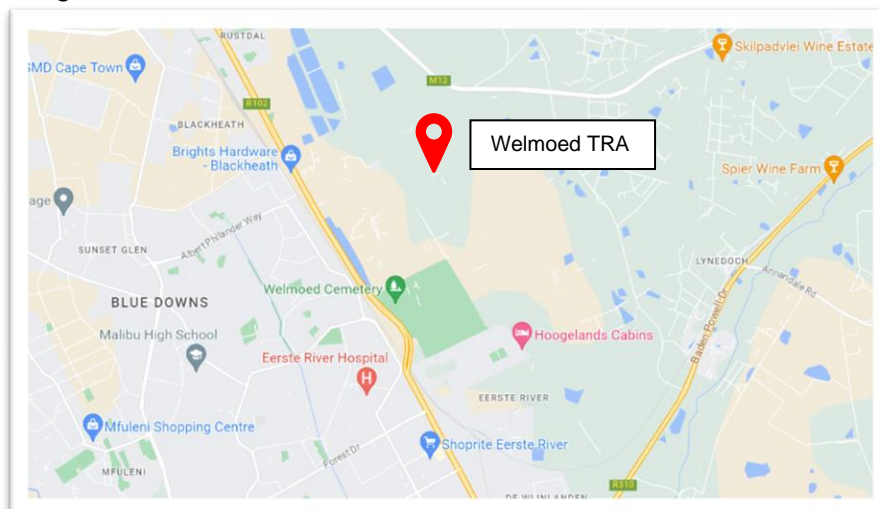 RUSTDAL
SMD Cape Town
Skilpadvlei Wine Estate
M12
R102
BLACKHEATH
Welmoed TRA
Brights Hardware
- Blackheath
Spier Wine Farm
age
Albert Philander Way
SUNSET GLEN
LYNEDOCH
Annandale Rd
Welmoed Cemetery
BLUE DOWNS
Malibu High School
Hoogelands Cabins
Baden Powell Dr
Eerste River Hospital
H
EERSTE RIVER
Mfuleni Shopping Centre
Shoprite Eerste River
Forest Dr
MFULENI
R310
DE WIJNLANDEN